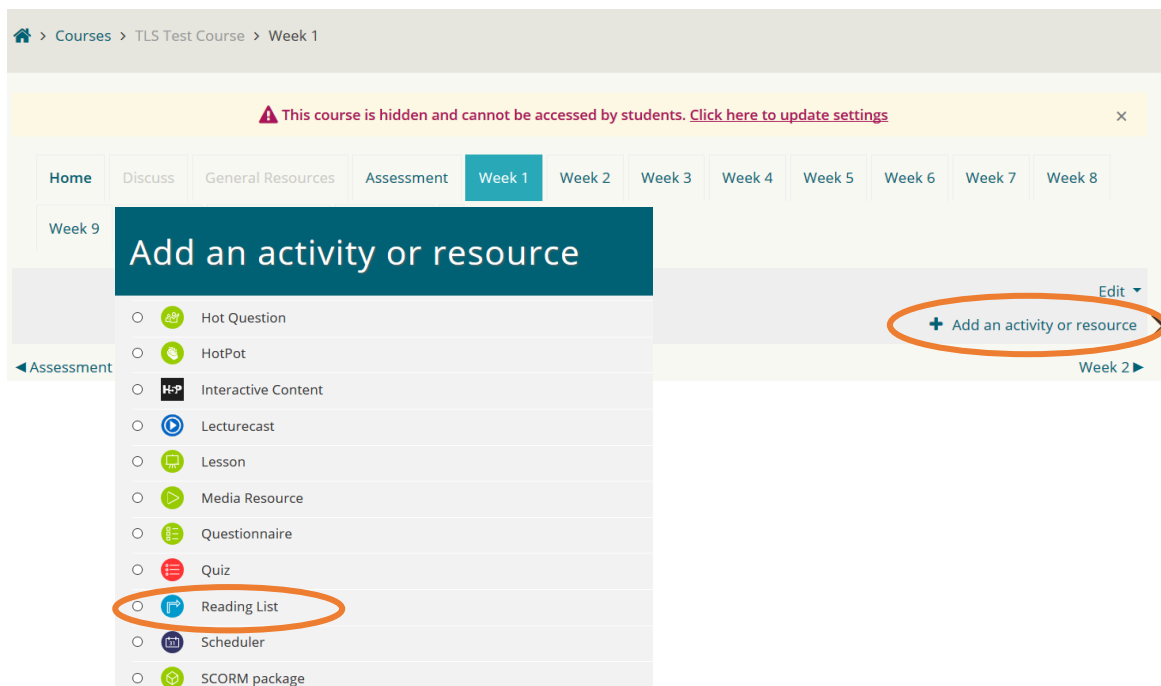 > Courses > TLS Test Course > Week 1
This course is hidden and cannot be accessed by students. Click here to update settings ×
Home Discuss General Resources Assessment Week 1 Week 2 Week 3 Week 4 Week 5 Week 6 Week 7 Week 8
Week 9
Add an activity or resource
Edit
+ Add an activity or resource
◄ Assessment
Week 2 ►
Hot Question
HotPot
H-P Interactive Content
Lecturecast
Lesson
Media Resource
Questionnaire
Quiz
Reading List
31 Scheduler
SCORM package